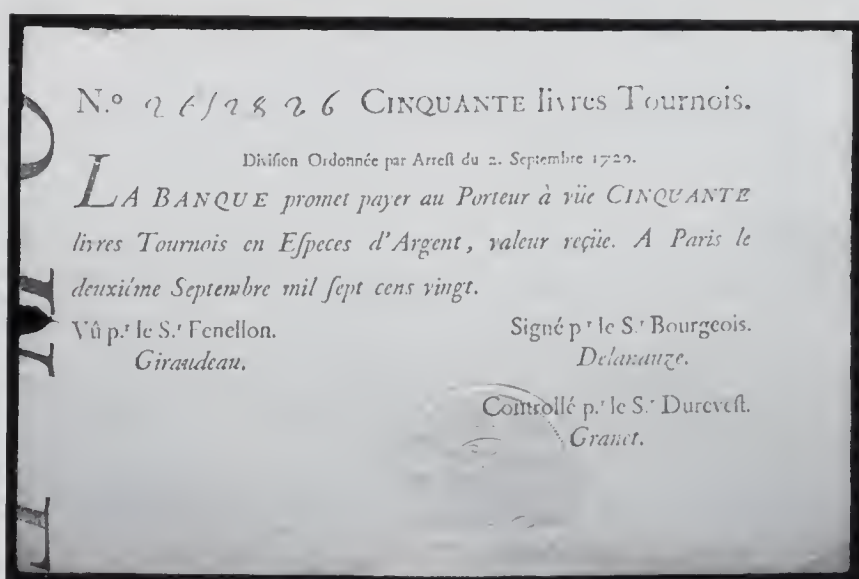 N.º CINQUANTE livres Tournois.
Division Ordonnée par Arrest du 2. Septembre 1720.
LA BANQUE promet payer au Porteur à vüe CINQUANTE
livres Tournois en Especes d'Argent, valeur reçüe. A Paris le
deuxiéme Septembre mil sept cens vingt.
Vû p.r le S.r Fenellon.
Giraudeau.
Signé p r le S.r Bourgeois.
Delanauze.
Controllé p.r le S.r Durevest.
Granet.